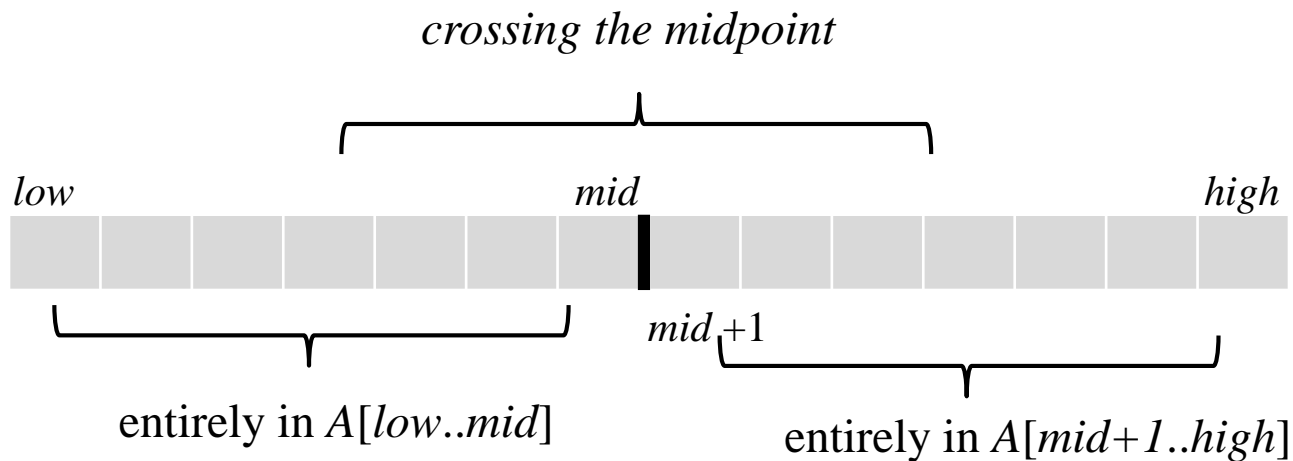 crossing the midpoint
low mid high
mid +1
entirely in A[low..mid]
entirely in A[mid+1..high]